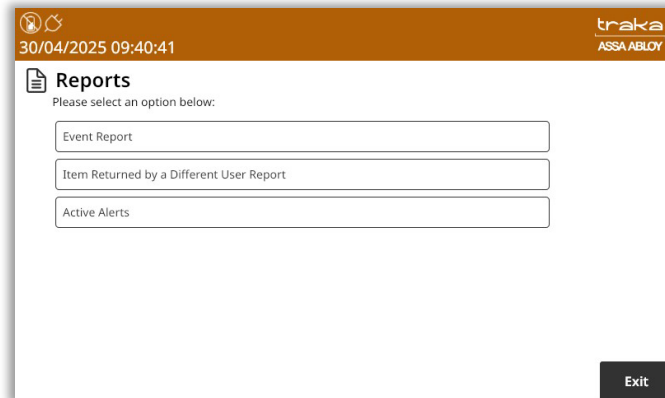 traka
30/04/2025 09:40:41
ASSA ABLOY
Reports
Please select an option below:
Event Report
Item Returned by a Different User Report
Active Alerts
Exit